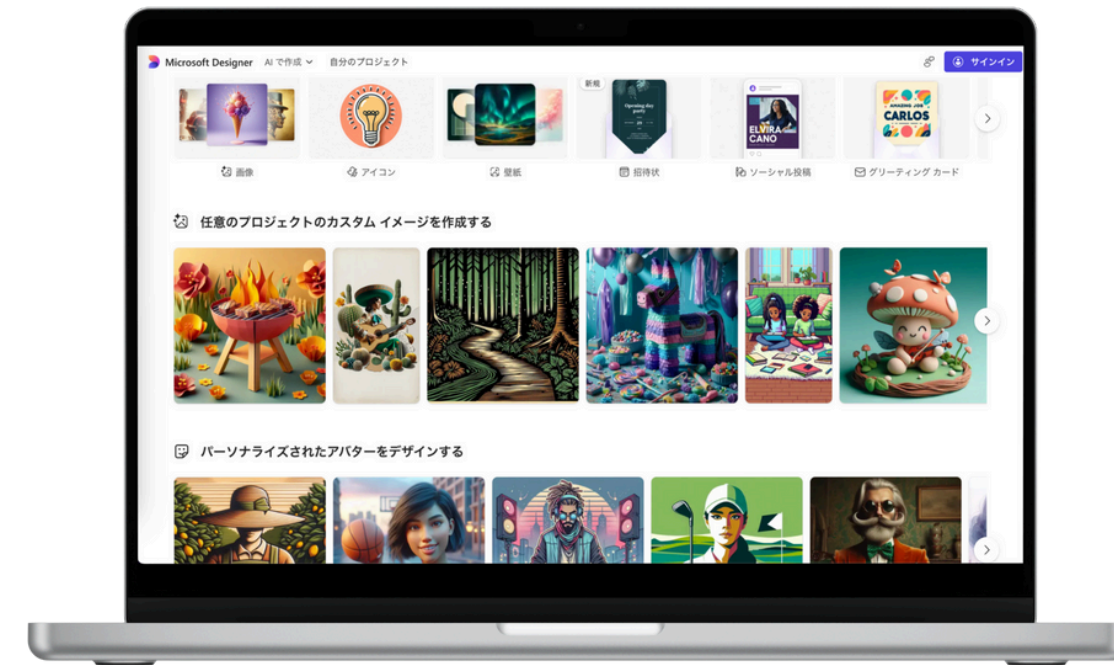 Microsoft Designer AI で作成 自分のプロジェクト サインイン
新規
Opening day
party
ELVIRA
CANO
AMAZING JOB
CARLOS
画像 アイコン 壁紙 招待状 ソーシャル投稿 グリーティング カード
任意のプロジェクトのカスタム イメージを作成する
パーソナライズされたアバターをデザインする